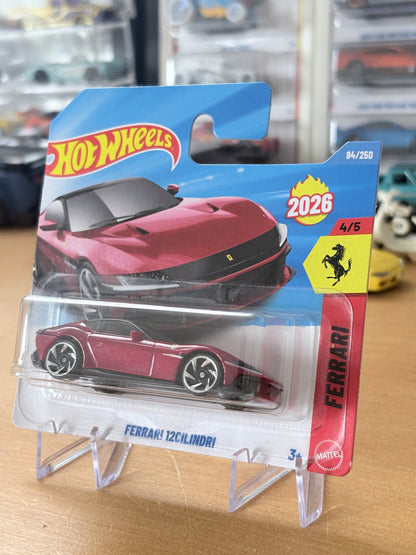 HOT WHEELS
94/250
2026
4/5
FERRARI
FERRARI 12CILINDRI
MATTEL
3+